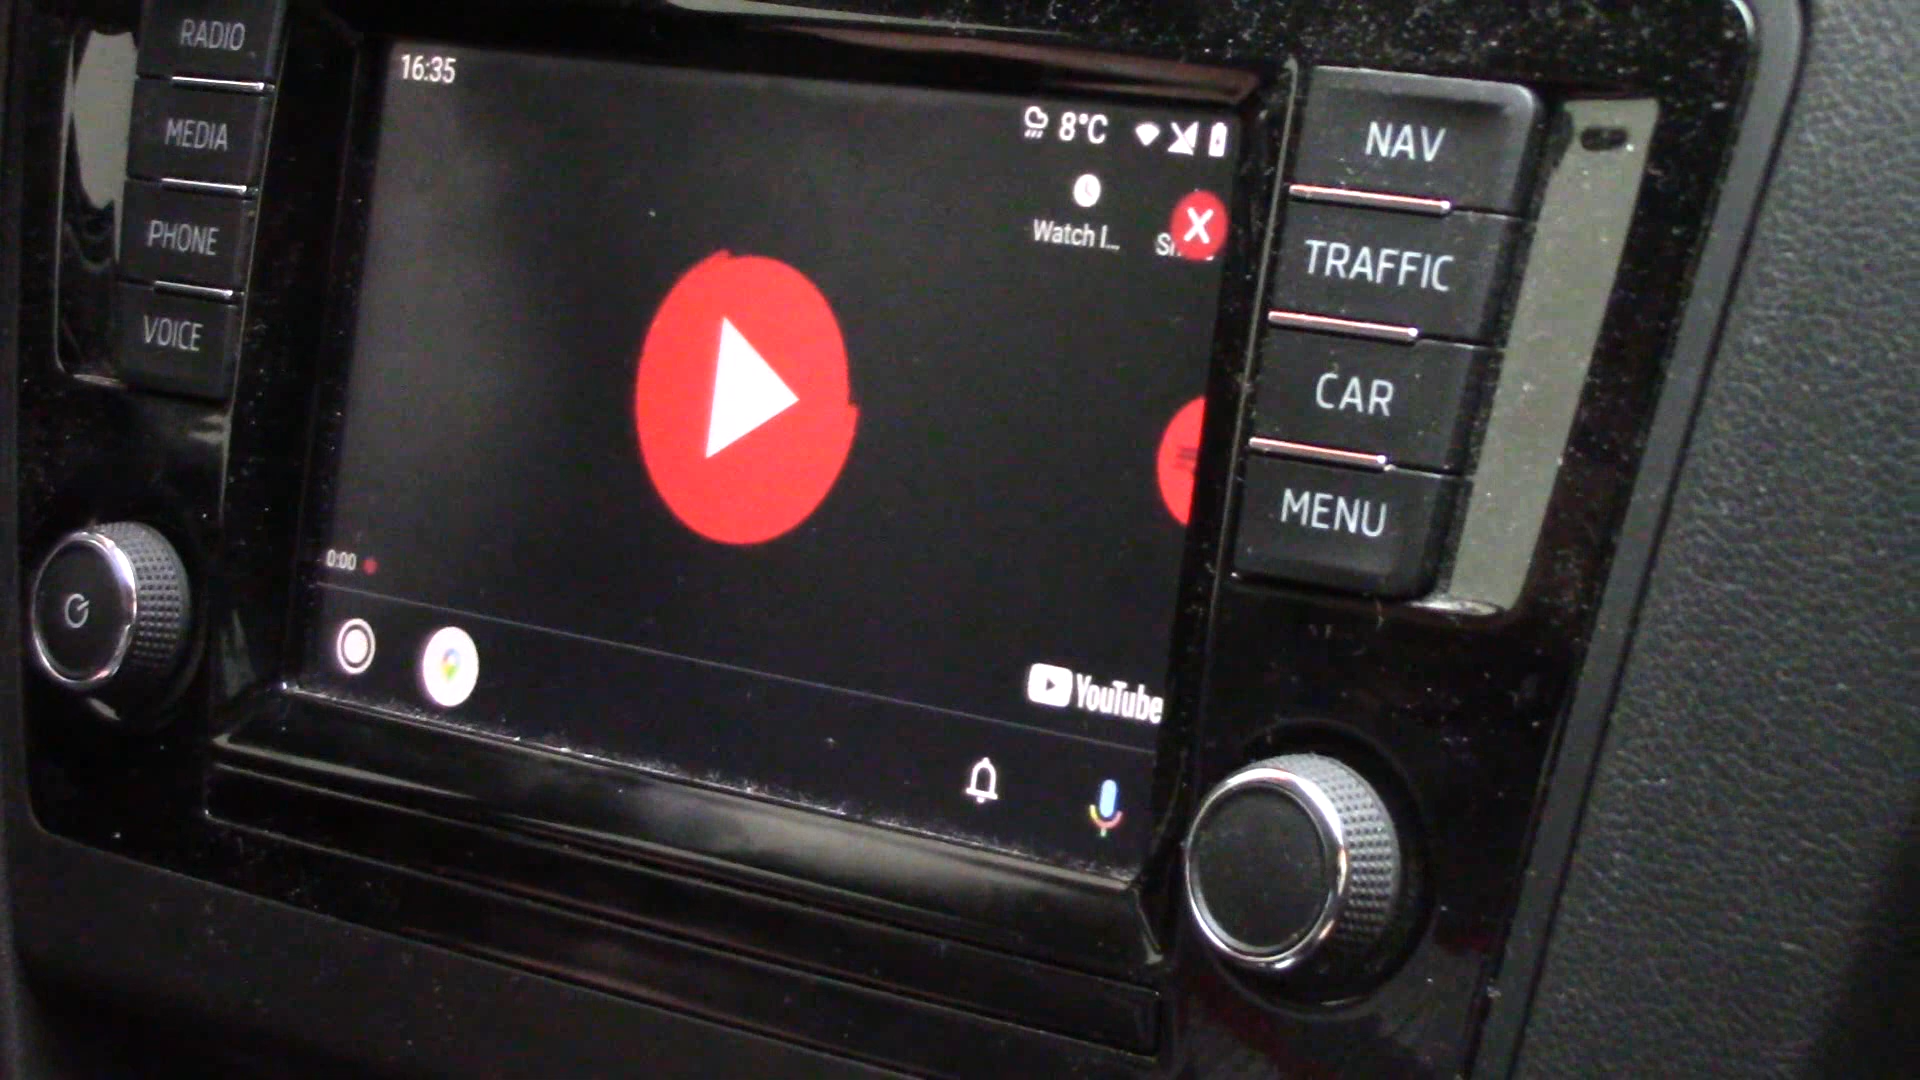 RADIO
MEDIA
PHONE
VOICE
16:35
8°C
Watch l...
X
0:00
YouTube
NAV
TRAFFIC
CAR
MENU